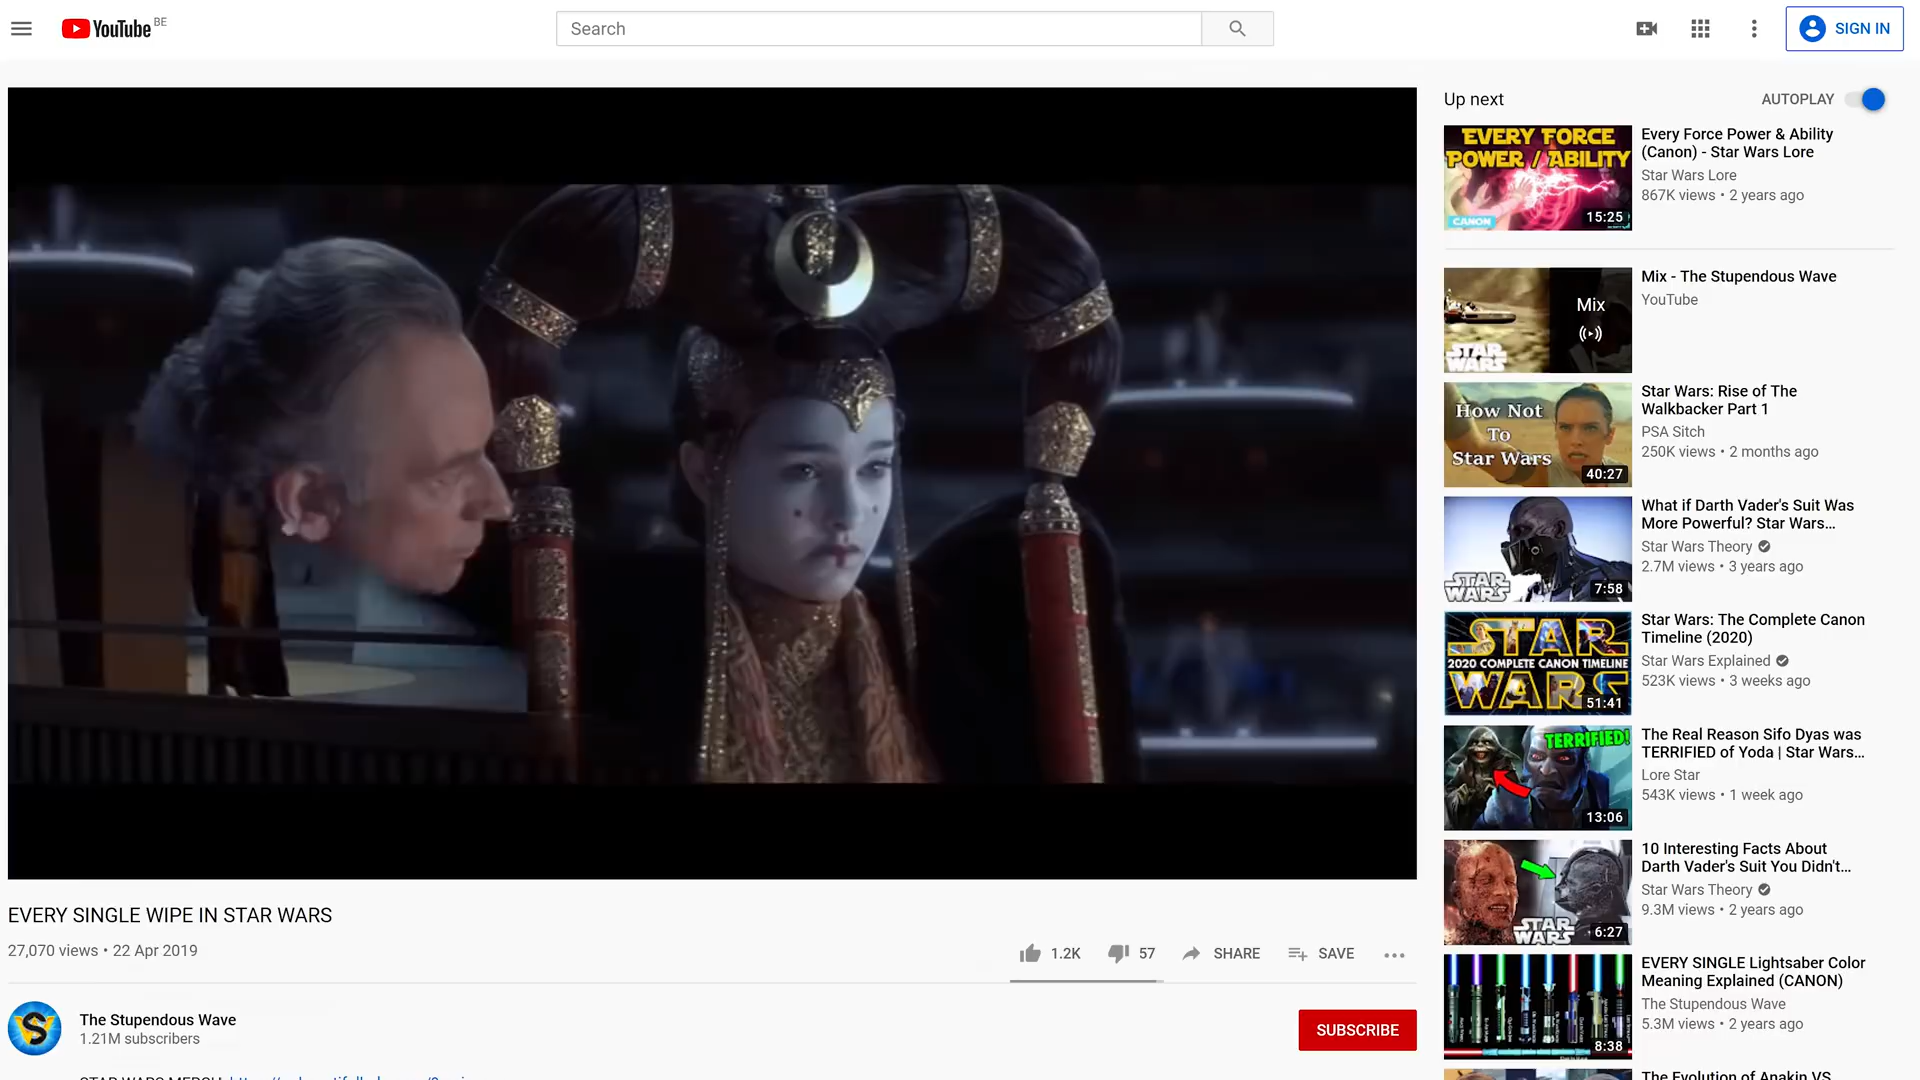 YouTube BE
Search
SIGN IN
Up next
AUTOPLAY
EVERY FORCE
POWER / ABILITY
CANON
15:25
Every Force Power & Ability
(Canon) - Star Wars Lore
Star Wars Lore
867K views • 2 years ago
Mix
STAR
WARS
Mix - The Stupendous Wave
YouTube
How Not
To
Star Wars
40:27
Star Wars: Rise of The
Walkbacker Part 1
PSA Sitch
250K views • 2 months ago
STAR
WARS
7:58
What if Darth Vader's Suit Was
More Powerful? Star Wars...
Star Wars Theory
2.7M views • 3 years ago
STAR
2020 COMPLETE CANON TIMELINE
WARS
51:41
Star Wars: The Complete Canon
Timeline (2020)
Star Wars Explained
523K views • 3 weeks ago
TERRIFIED!
13:06
The Real Reason Sifo Dyas was
TERRIFIED of Yoda | Star Wars...
Lore Star
543K views • 1 week ago
STAR
WARS
6:27
10 Interesting Facts About
Darth Vader's Suit You Didn't...
Star Wars Theory
9.3M views • 2 years ago
8:38
EVERY SINGLE Lightsaber Color
Meaning Explained (CANON)
The Stupendous Wave
5.3M views • 2 years ago
The Evolution of Anakin VS
EVERY SINGLE WIPE IN STAR WARS
27,070 views • 22 Apr 2019
1.2K
57
SHARE
SAVE
S
The Stupendous Wave
1.21M subscribers
SUBSCRIBE
STAR WARS MERCH